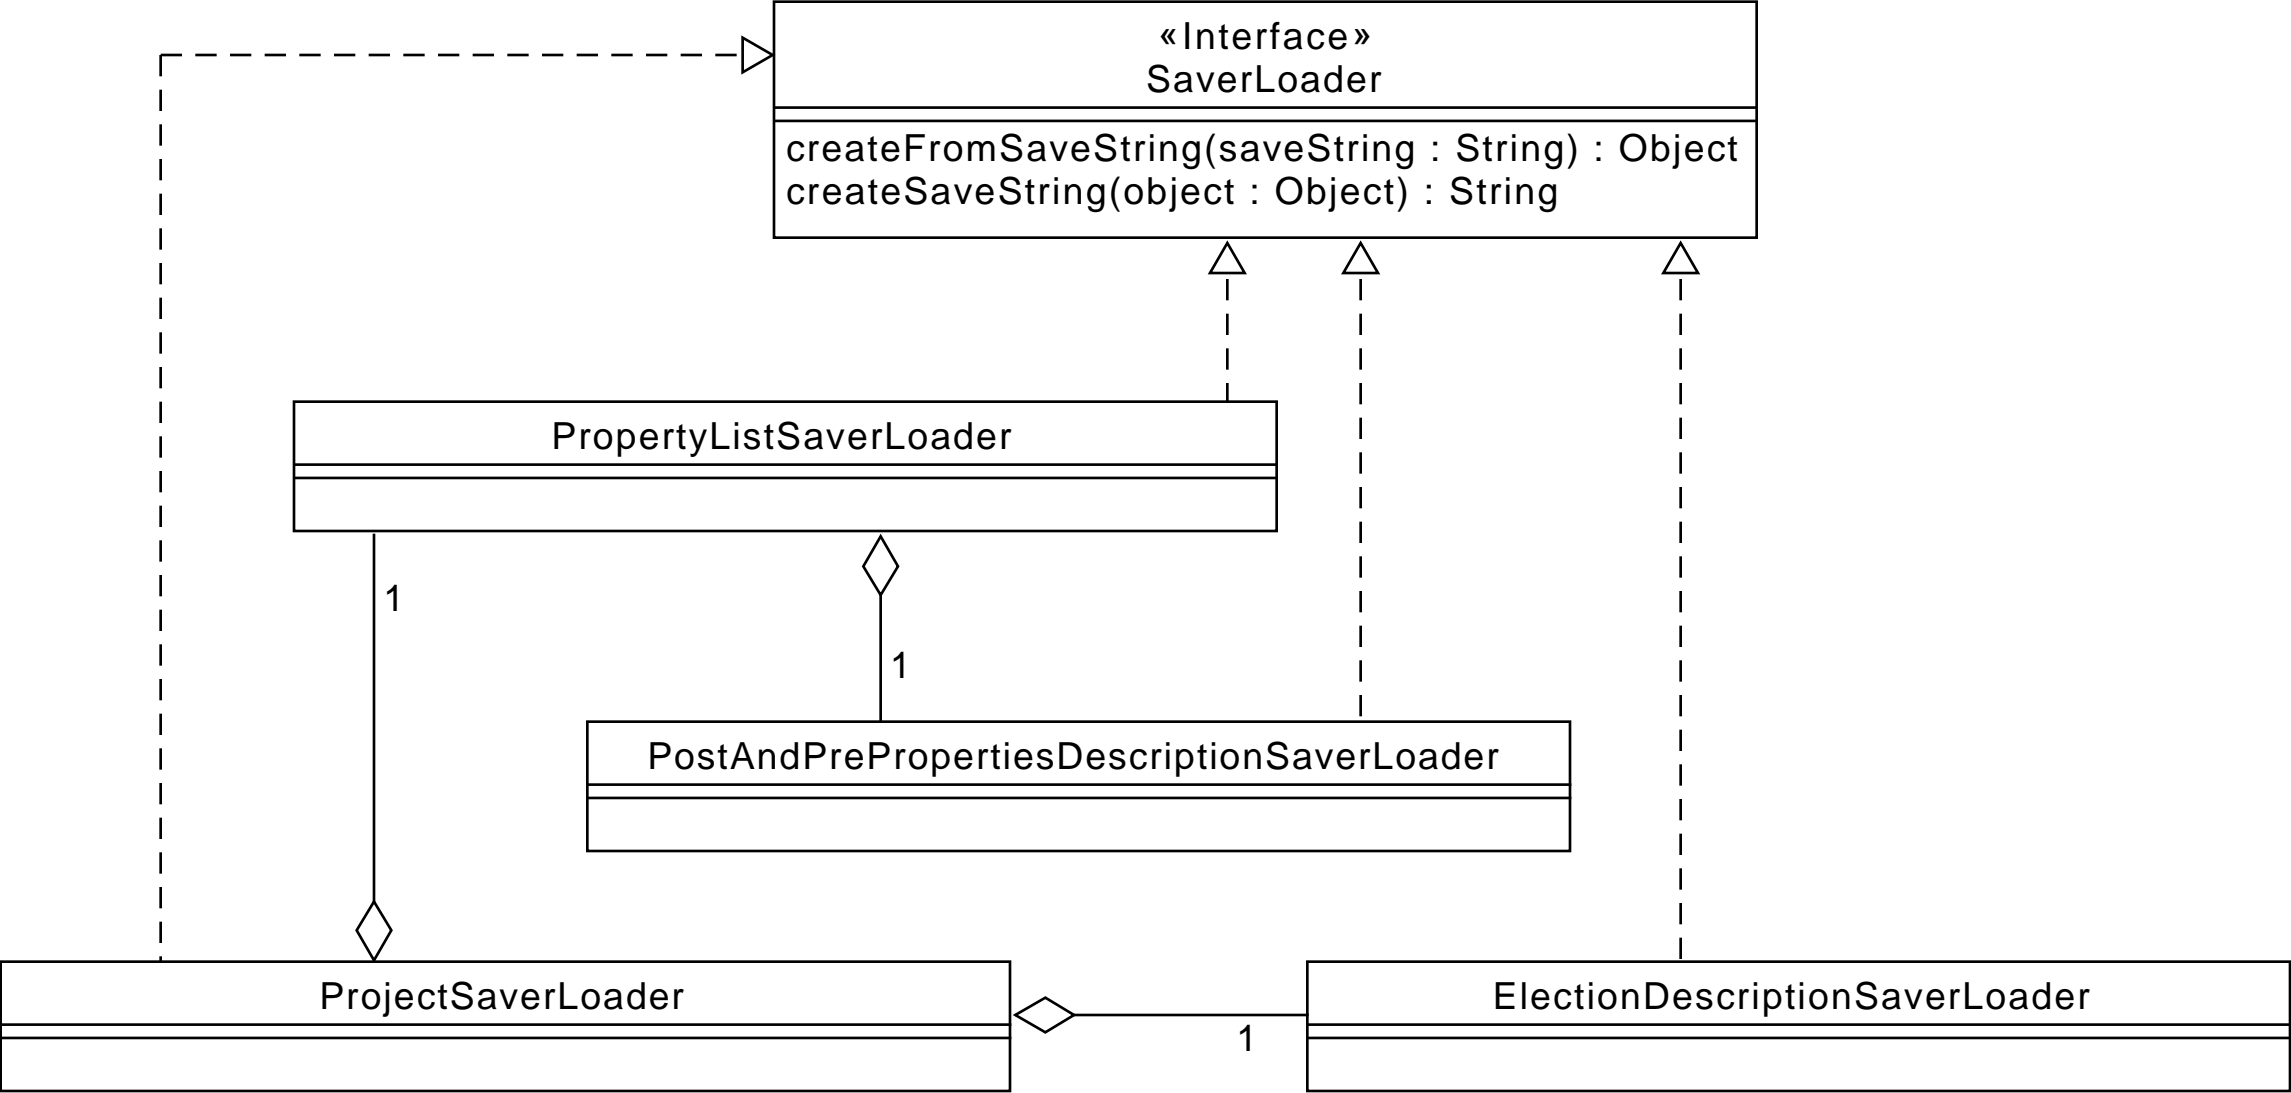 «Interface»
SaverLoader
createFromSaveString(saveString : String) : Object
createSaveString(object : Object) : String
PropertyListSaverLoader
1
1
PostAndPrePropertiesDescriptionSaverLoader
ProjectSaverLoader
ElectionDescriptionSaverLoader
1